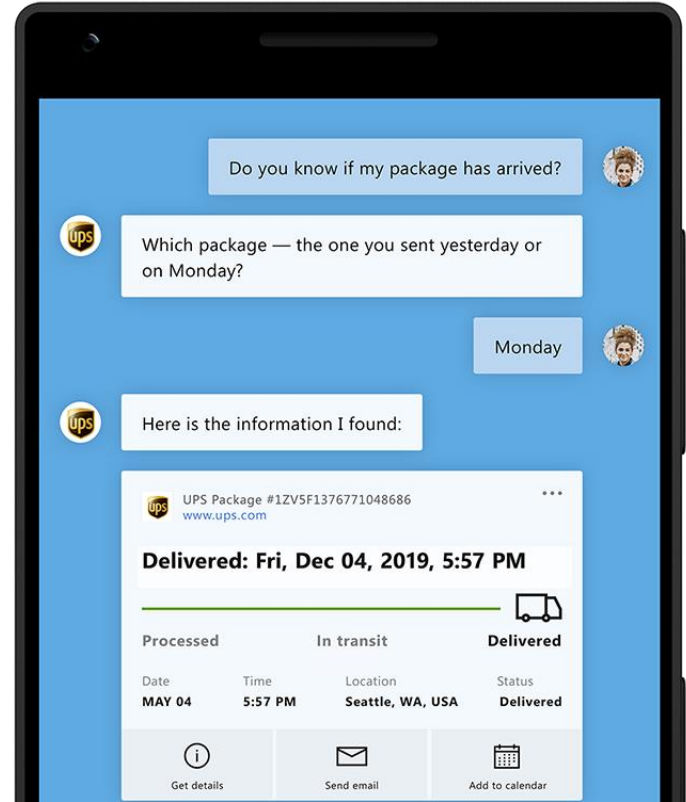 Do you know if my package has arrived?
ups
Which package — the one you sent yesterday or
on Monday?
Monday
ups
Here is the information I found:
ups
UPS Package #1ZV5F1376771048686
www.ups.com
Delivered: Fri, Dec 04, 2019, 5:57 PM
Processed In transit Delivered
Date Time Location Status
MAY 04 5:57 PM Seattle, WA, USA Delivered
Get details Send email Add to calendar